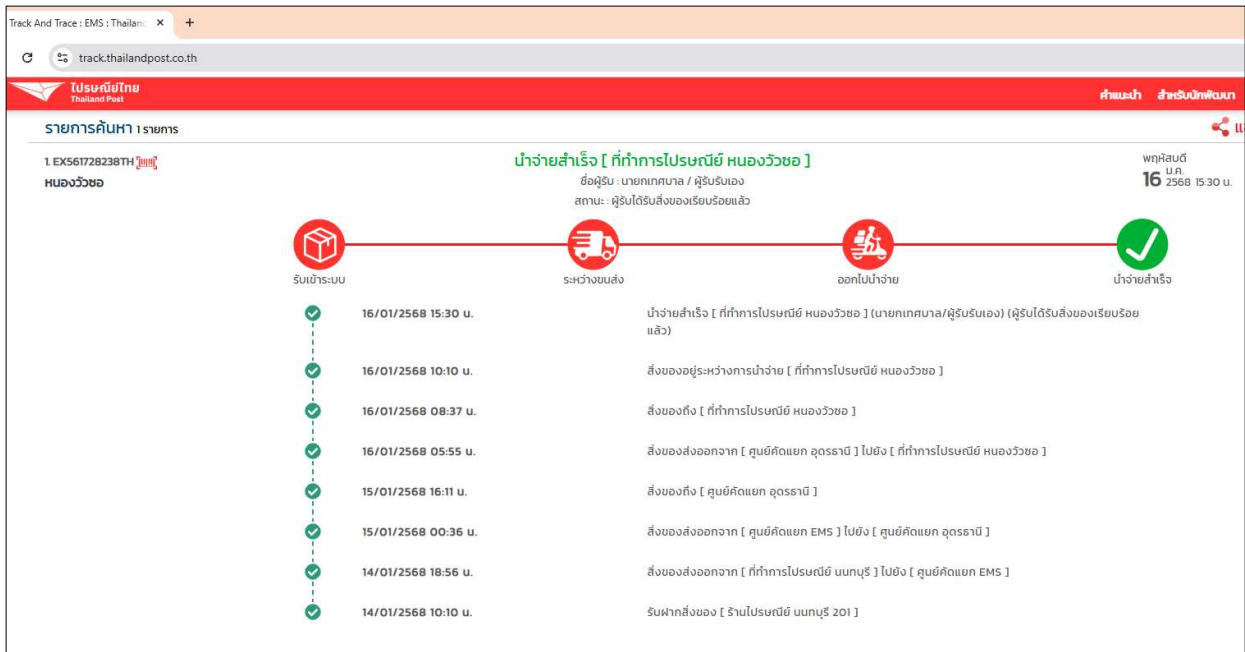 Track And Trace : EMS : Thailan
track.thailandpost.co.th
ไปรษณีย์ไทย
Thailand Post
คำแนะนำ สำหรับนักพัฒนา
รายการค้นหา 1 รายการ
1. EX561728238TH
หนองวัวซอ
นำจ่ายสำเร็จ [ ที่ทำการไปรษณีย์ หนองวัวซอ ]
ชื่อผู้รับ : นายกเทศบาล / ผู้รับรับเอง
สถานะ : ผู้รับได้รับสิ่งของเรียบร้อยแล้ว
พฤหัสบดี
16 ม.ค. 2568 15:30 น.
รับเข้าระบบ ระหว่างขนส่ง ออกไปนำจ่าย นำจ่ายสำเร็จ
16/01/2568 15:30 น. นำจ่ายสำเร็จ [ ที่ทำการไปรษณีย์ หนองวัวซอ ] (นายกเทศบาล/ผู้รับรับเอง) (ผู้รับได้รับสิ่งของเรียบร้อย
แล้ว)
16/01/2568 10:10 น. สิ่งของอยู่ระหว่างการนำจ่าย [ ที่ทำการไปรษณีย์ หนองวัวซอ ]
16/01/2568 08:37 น. สิ่งของถึง [ ที่ทำการไปรษณีย์ หนองวัวซอ ]
16/01/2568 05:55 น. สิ่งของส่งออกจาก [ ศูนย์คัดแยก อุดรธานี ] ไปยัง [ ที่ทำการไปรษณีย์ หนองวัวซอ ]
15/01/2568 16:11 น. สิ่งของถึง [ ศูนย์คัดแยก อุดรธานี ]
15/01/2568 00:36 น. สิ่งของส่งออกจาก [ ศูนย์คัดแยก EMS ] ไปยัง [ ศูนย์คัดแยก อุดรธานี ]
14/01/2568 18:56 น. สิ่งของส่งออกจาก [ ที่ทำการไปรษณีย์ นนทบุรี ] ไปยัง [ ศูนย์คัดแยก EMS ]
14/01/2568 10:10 น. รับฝากสิ่งของ [ ร้านไปรษณีย์ นนทบุรี 201 ]